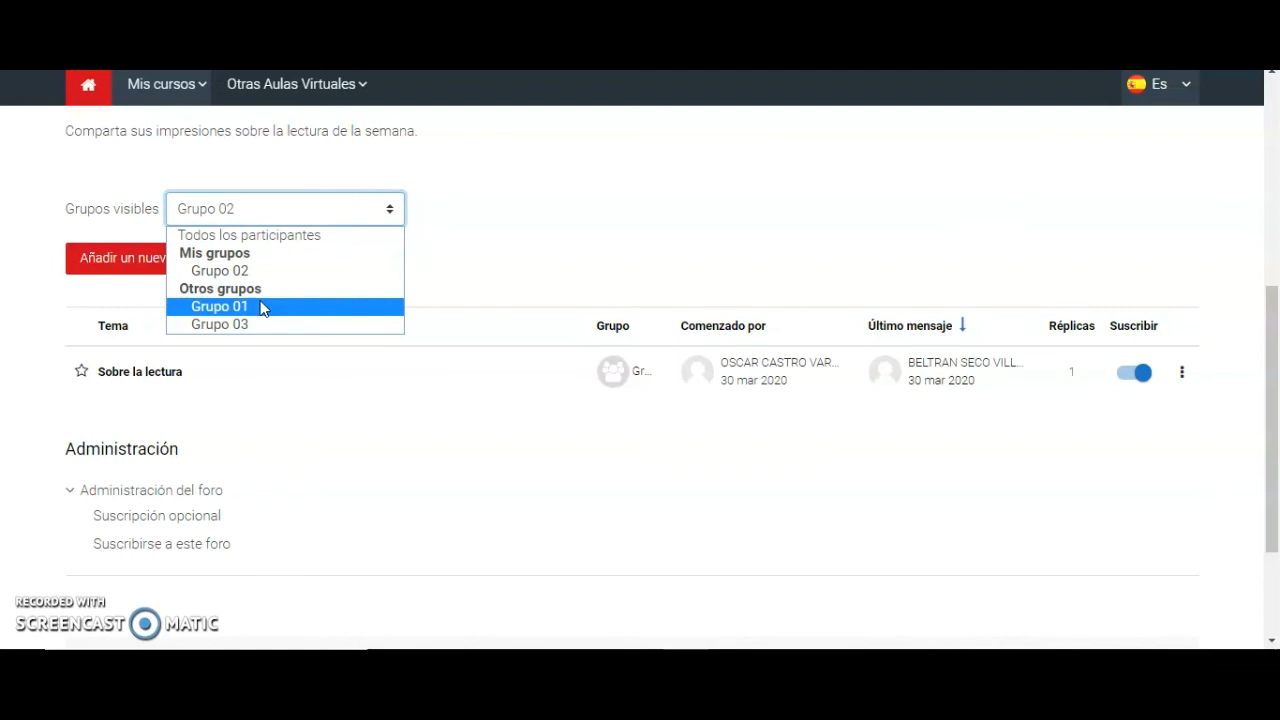 Mis cursos Otras Aulas Virtuales Es
Comparta sus impresiones sobre la lectura de la semana.
Grupos visibles Grupo 02
Todos los participantes
Mis grupos
Grupo 02
Añadir un nuev
Otros grupos
Grupo 01
Grupo 03
Tema Grupo Comenzado por Último mensaje Réplicas Suscribir
Sobre la lectura Gr... OSCAR CASTRO VAR... BELTRAN SECO VILL... 1
30 mar 2020 30 mar 2020
Administración
Administración del foro
Suscripción opcional
Suscribirse a este foro
RECORDED WITH
SCREENCAST MATIC